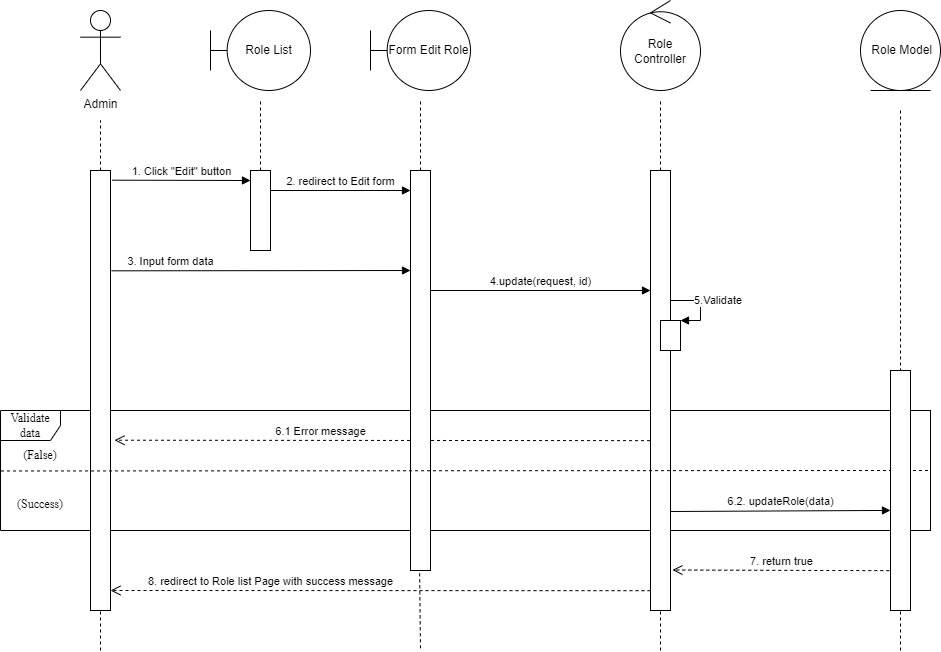 Role List
Form Edit Role
Role
Controller
Role Model
Admin
1. Click "Edit" button
2. redirect to Edit form
3. Input form data
4.update(request, id)
5.Validate
Validate
data
6.1 Error message
(False)
(Success)
6.2. updateRole(data)
7. return true
8. redirect to Role list Page with success message